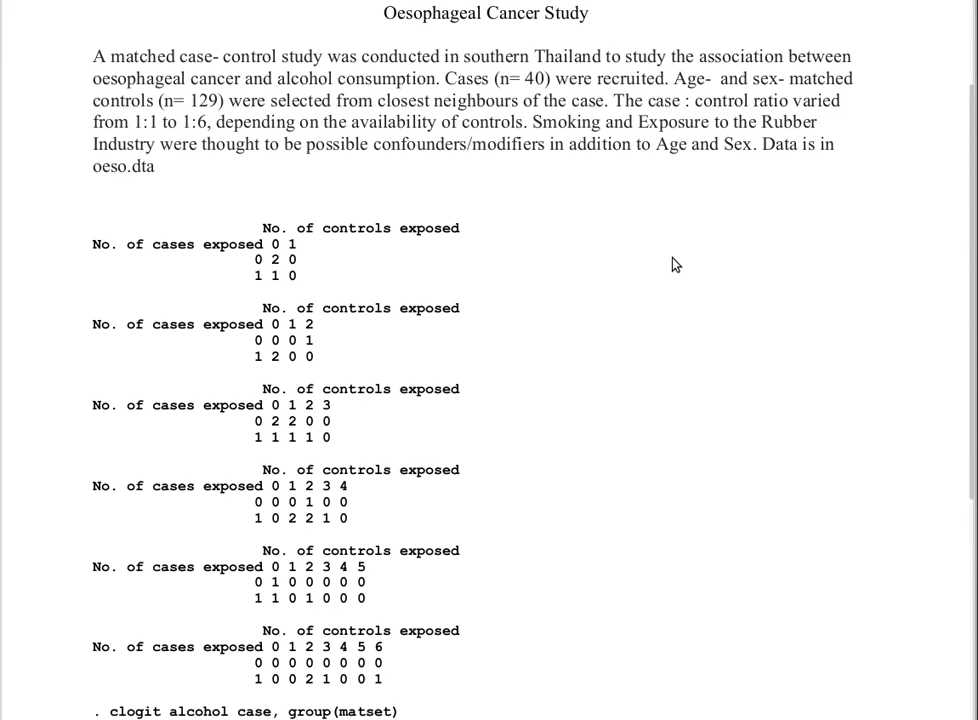 Oesophageal Cancer Study
A matched case- control study was conducted in southern Thailand to study the association between
oesophageal cancer and alcohol consumption. Cases (n= 40) were recruited. Age- and sex- matched
controls (n= 129) were selected from closest neighbours of the case. The case : control ratio varied
from 1:1 to 1:6, depending on the availability of controls. Smoking and Exposure to the Rubber
Industry were thought to be possible confounders/modifiers in addition to Age and Sex. Data is in
oeso.dta
No. of controls exposed
No. of cases exposed 0 1
0 2 0
1 1 0
No. of controls exposed
No. of cases exposed 0 1 2
0 0 0 1
1 2 0 0
No. of controls exposed
No. of cases exposed 0 1 2 3
0 2 2 0 0
1 1 1 1 0
No. of controls exposed
No. of cases exposed 0 1 2 3 4
0 0 0 1 0 0
1 0 2 2 1 0
No. of controls exposed
No. of cases exposed 0 1 2 3 4 5
0 1 0 0 0 0 0
1 1 0 1 0 0 0
No. of controls exposed
No. of cases exposed 0 1 2 3 4 5 6
0 0 0 0 0 0 0 0
1 0 0 2 1 0 0 1
. clogit alcohol case, group(matset)